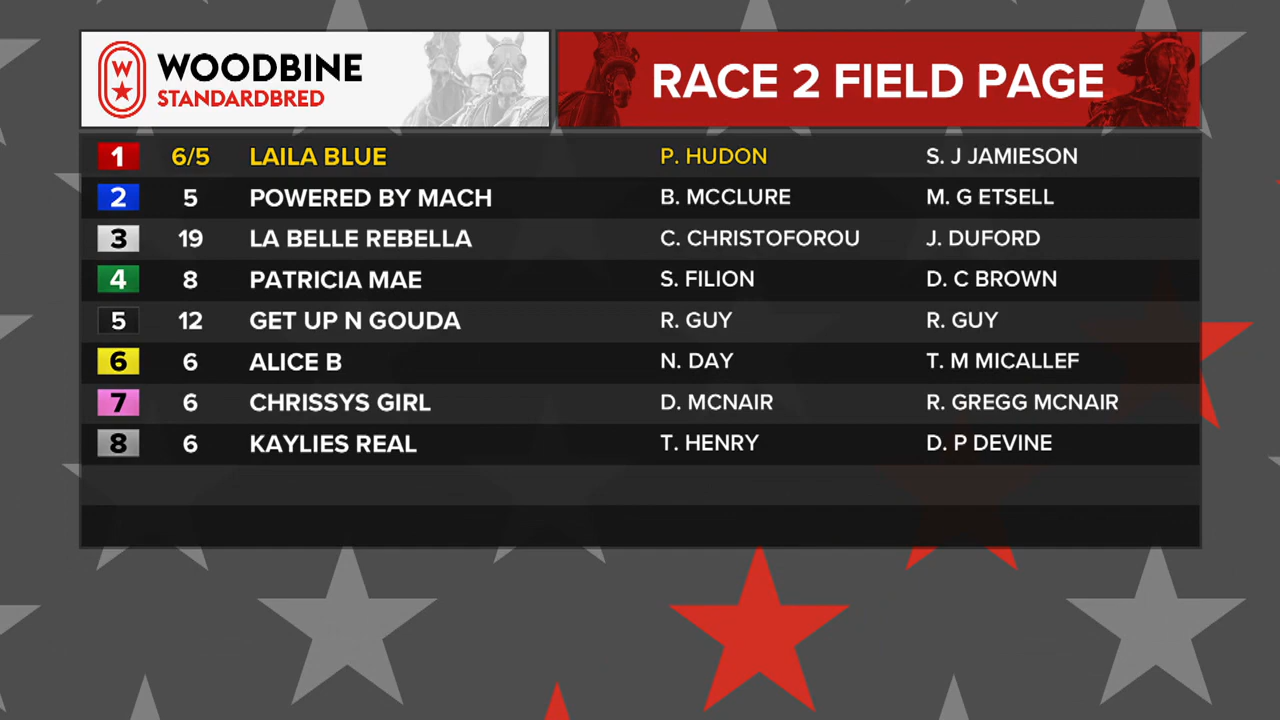 W
WOODBINE
STANDARDBRED
RACE 2 FIELD PAGE
1 6/5 LAILA BLUE P. HUDON S. J JAMIESON
2 5 POWERED BY MACH B. MCCLURE M. G ETSELL
3 19 LA BELLE REBELLA C. CHRISTOFOROU J. DUFORD
4 8 PATRICIA MAE S. FILION D. C BROWN
5 12 GET UP N GOUDA R. GUY R. GUY
6 6 ALICE B N. DAY T. M MICALLEF
7 6 CHRISSYS GIRL D. MCNAIR R. GREGG MCNAIR
8 6 KAYLIES REAL T. HENRY D. P DEVINE